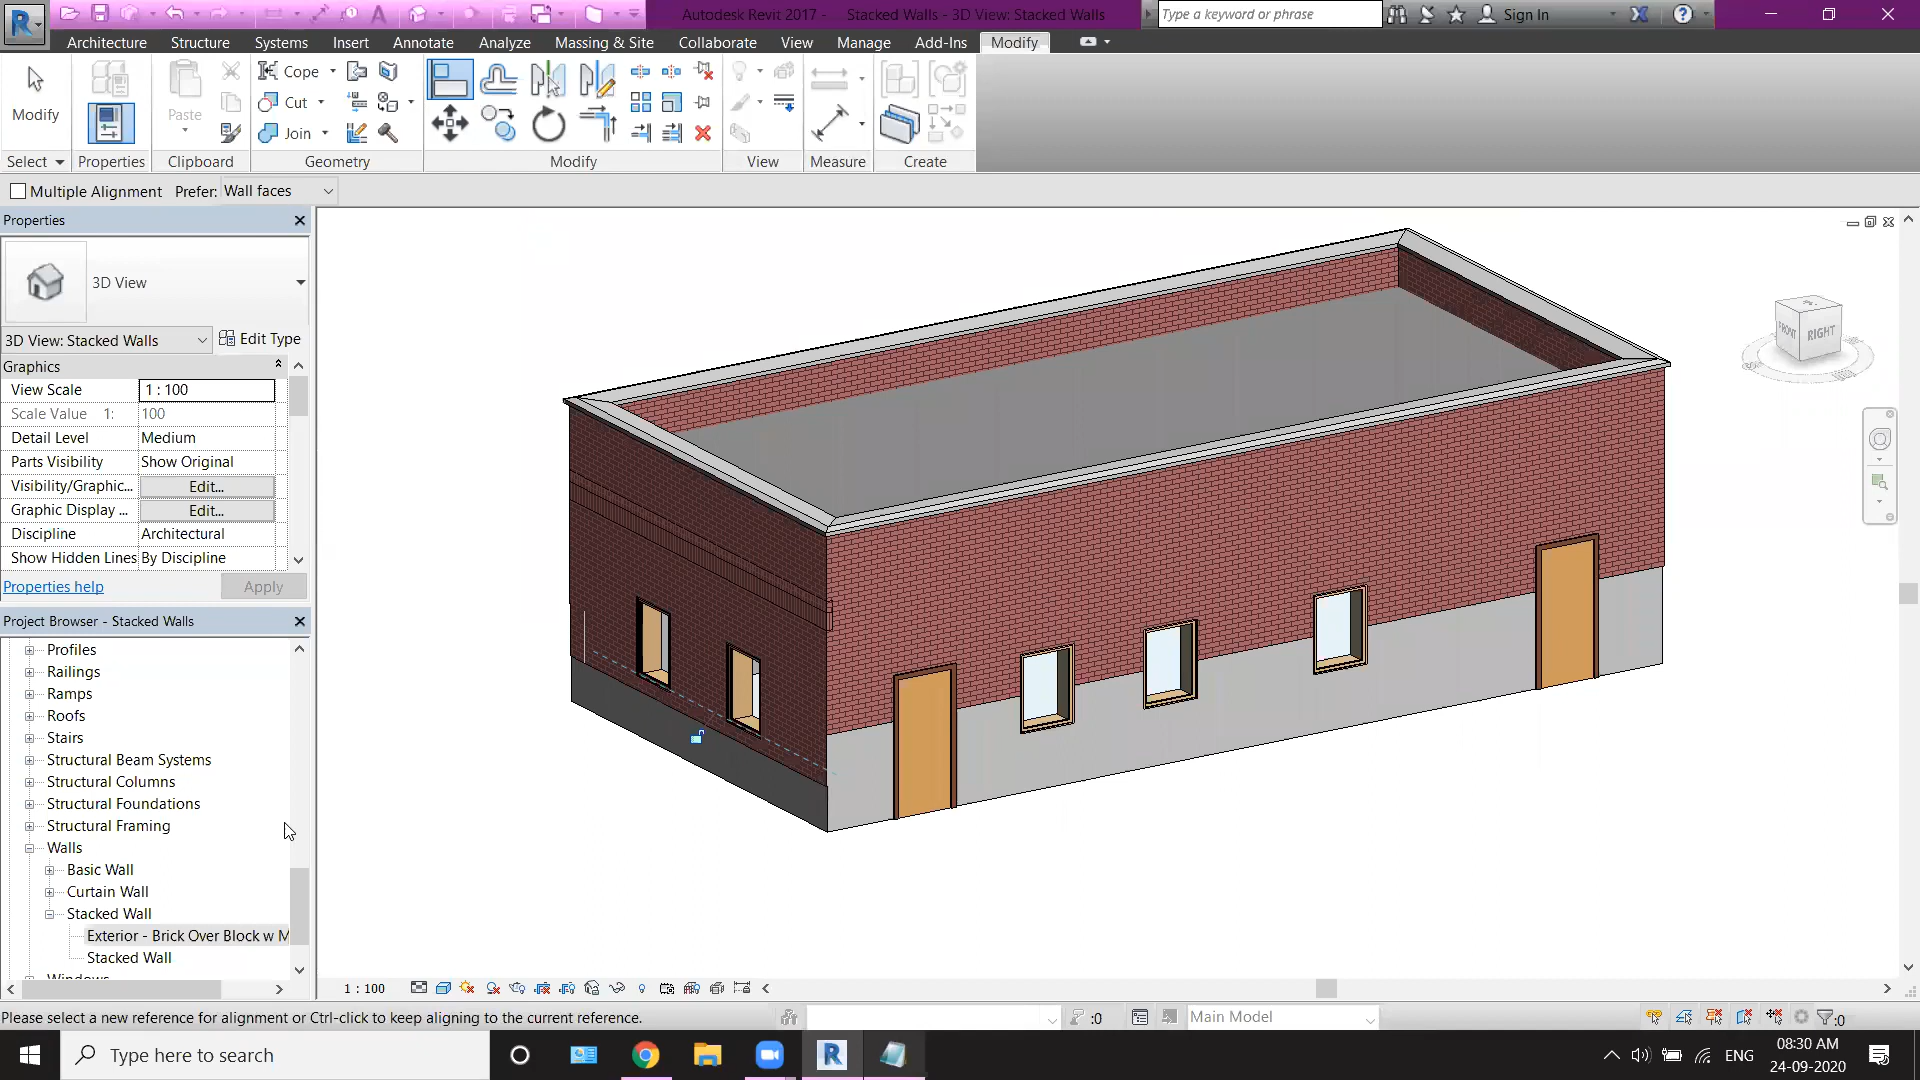 Autodesk Revit 2017 - Stacked Walls - 3D View: Stacked Walls
Type a keyword or phrase
Sign In
Architecture Structure Systems Insert Annotate Analyze Massing & Site Collaborate View Manage Add-Ins Modify
Cope
Cut
Join
Modify
Paste
Select Properties Clipboard Geometry Modify View Measure Create
Multiple Alignment Prefer: Wall faces
Properties
3D View
3D View: Stacked Walls Edit Type
Graphics
View Scale 1 : 100
Scale Value 1: 100
Detail Level Medium
Parts Visibility Show Original
Visibility/Graphic... Edit...
Graphic Display ... Edit...
Discipline Architectural
Show Hidden Lines By Discipline
Properties help Apply
Project Browser - Stacked Walls
Profiles
Railings
Ramps
Roofs
Stairs
Structural Beam Systems
Structural Columns
Structural Foundations
Structural Framing
Walls
Basic Wall
Curtain Wall
Stacked Wall
Exterior - Brick Over Block w M
Stacked Wall
Windows
FRONT RIGHT
1 : 100
Please select a new reference for alignment or Ctrl-click to keep aligning to the current reference.
:0
Main Model
:0
Type here to search
ENG
08:30 AM
24-09-2020